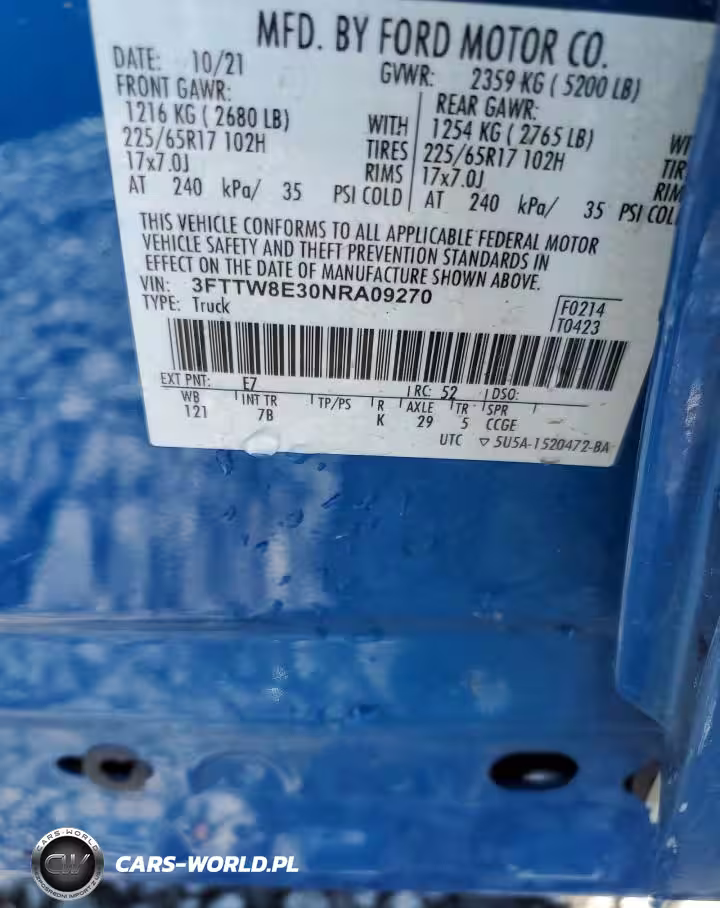 MFD. BY FORD MOTOR CO.
DATE: 10/21 GVWR: 2359 KG ( 5200 LB)
FRONT GAWR: REAR GAWR:
1216 KG ( 2680 LB) WITH 1254 KG ( 2765 LB)
225/65R17 102H TIRES 225/65R17 102H
17x7.0J RIMS 17x7.0J
AT 240 kPa/ 35 PSI COLD AT 240 kPa/ 35 PSI COL
THIS VEHICLE CONFORMS TO ALL APPLICABLE FEDERAL MOTOR
VEHICLE SAFETY AND THEFT PREVENTION STANDARDS IN
EFFECT ON THE DATE OF MANUFACTURE SHOWN ABOVE.
VIN: 3FTTW8E30NRA09270
TYPE: Truck
F0214
T0423
EXT PNT: E7 RC: 52 DSO:
WB INT TR TP/PS R AXLE TR SPR
121 7B K 29 5 CCGE
UTC ▽ 5U5A-1520472-BA
CARS-WORLD
CW
CARS-WORLD.PL